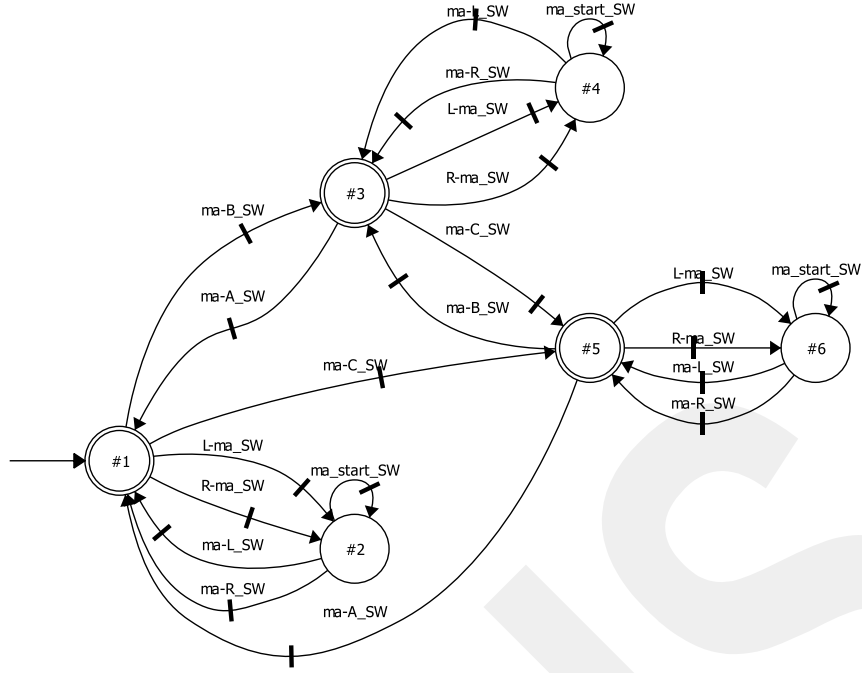 ma-L_SW
ma_start_SW
#4
ma-R_SW
L-ma_SW
R-ma_SW
#3
ma-B_SW
ma-C_SW
ma-A_SW
ma-B_SW
L-ma_SW
ma_start_SW
R-ma_SW
#5
#6
ma-L_SW
ma-C_SW
ma-R_SW
#1
L-ma_SW
ma_start_SW
R-ma_SW
#2
ma-L_SW
ma-R_SW
ma-A_SW